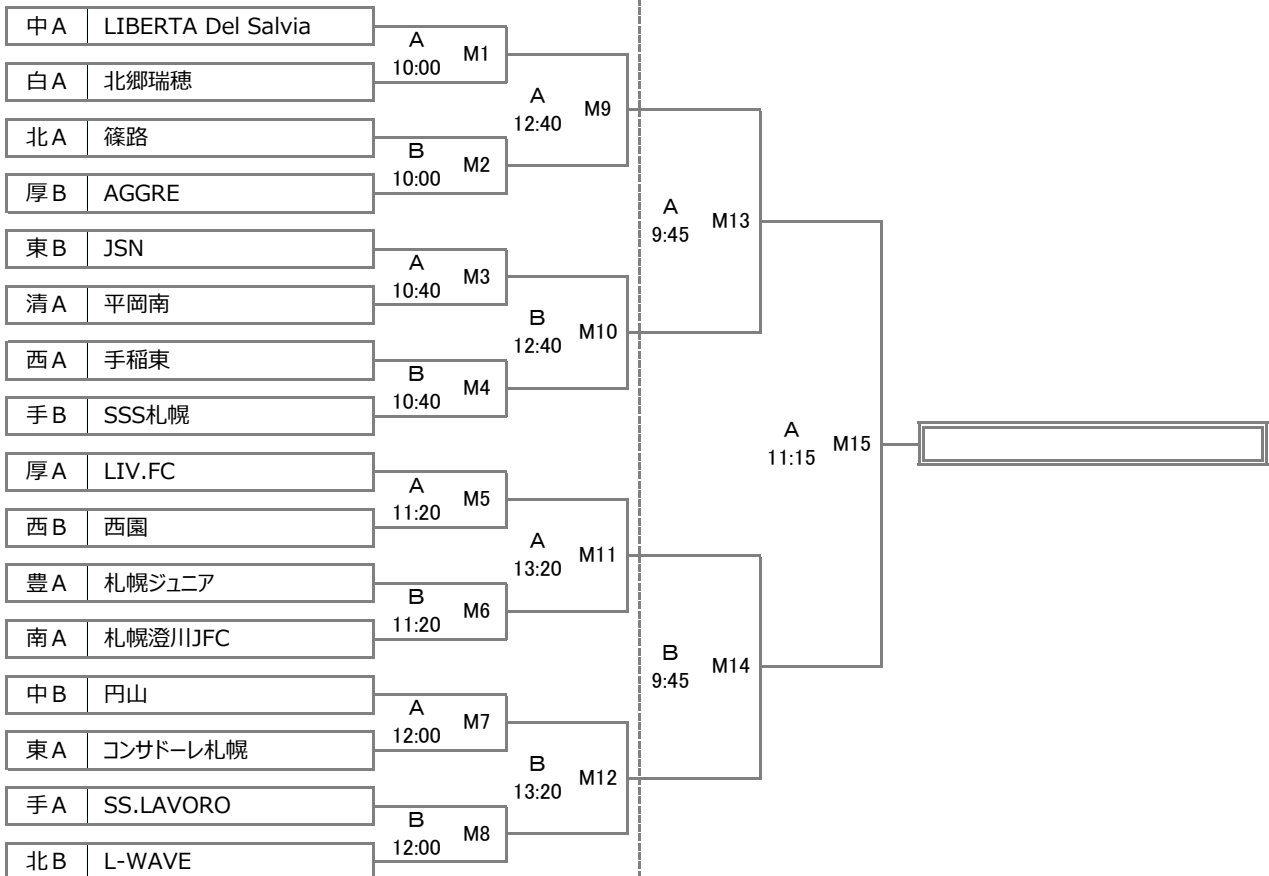 中A LIBERTA Del Salvia
A
M1
10:00
白A 北郷瑞穂
A
M9
12:40
北A 篠路
B
M2
10:00
厚B AGGRE
A
M13
9:45
東B JSN
A
M3
10:40
清A 平岡南
B
M10
12:40
西A 手稲東
B
M4
10:40
手B SSS札幌
A
M15
11:15
厚A LIV.FC
A
M5
11:20
西B 西園
A
M11
13:20
豊A 札幌ジュニア
B
M6
11:20
南A 札幌澄川JFC
B
M14
9:45
中B 円山
A
M7
12:00
東A コンサドーレ札幌
B
M12
13:20
手A SS.LAVORO
B
M8
12:00
北B L-WAVE